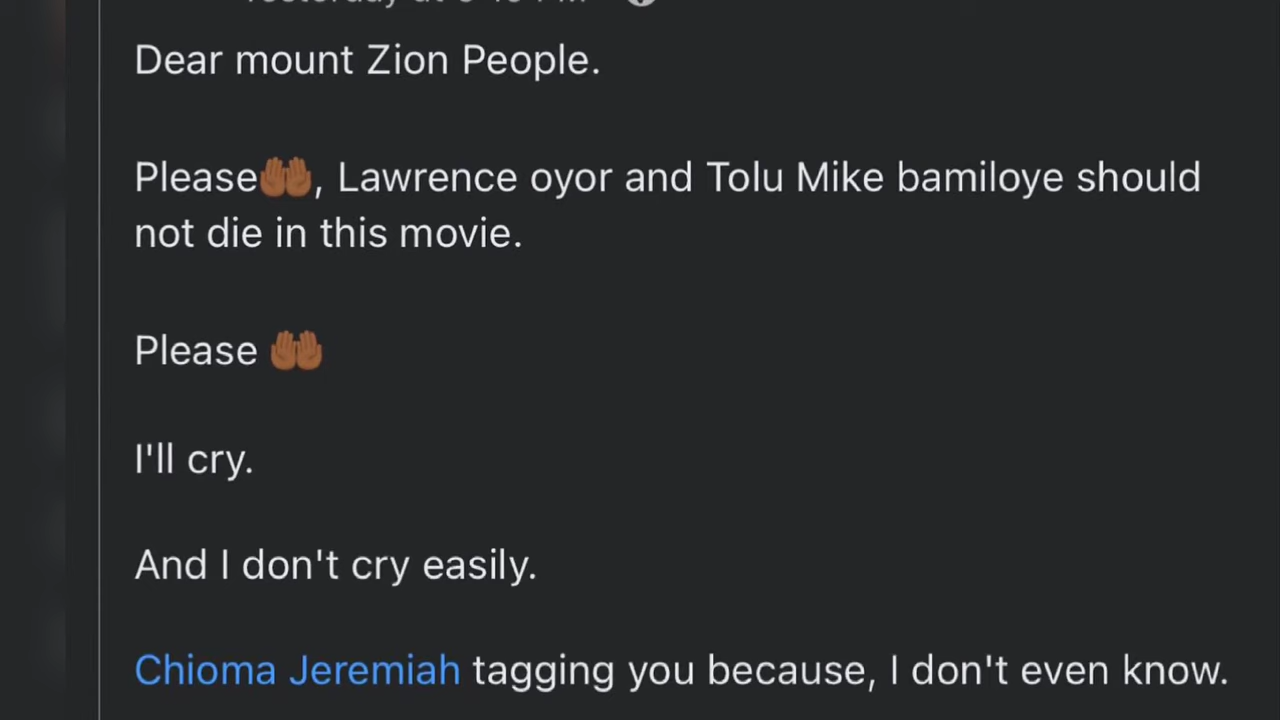 Dear mount Zion People.
Please🤲🏾, Lawrence oyor and Tolu Mike bamiloye should
not die in this movie.
Please 🤲🏾
I'll cry.
And I don't cry easily.
Chioma Jeremiah tagging you because, I don't even know.